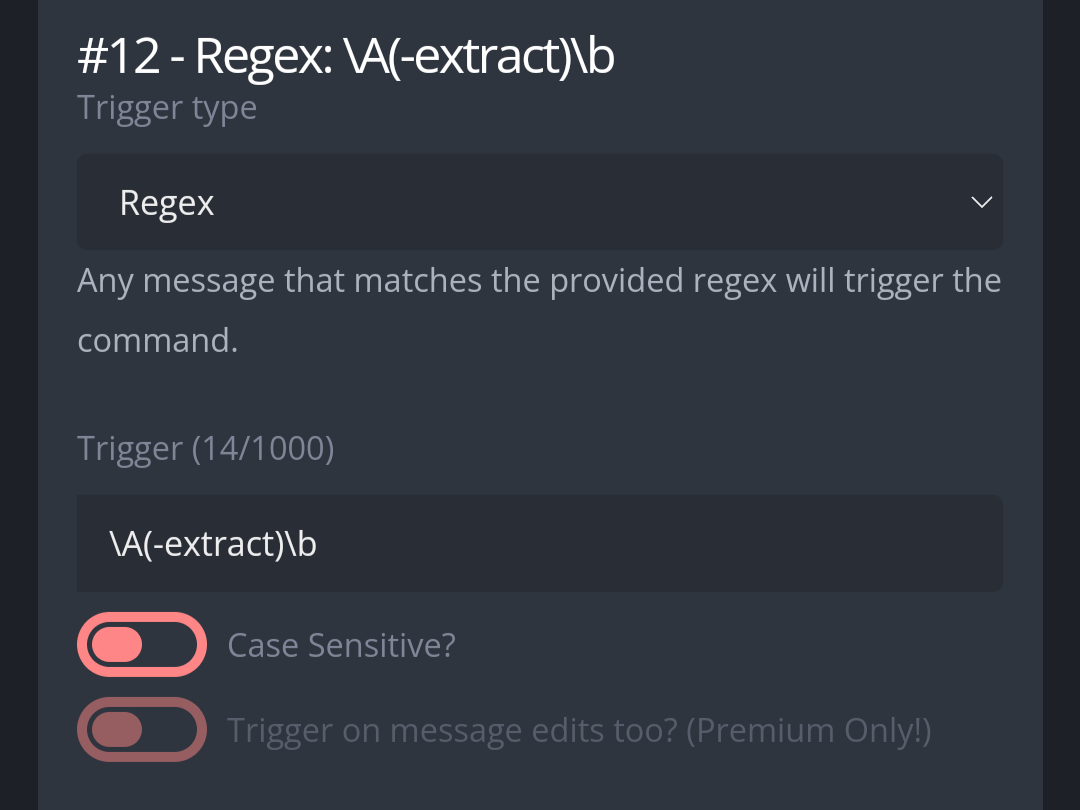 #12 - Regex: \A(-extract)\b
Trigger type
Regex
Any message that matches the provided regex will trigger the
command.
Trigger (14/1000)
\A(-extract)\b
Case Sensitive?
Trigger on message edits too? (Premium Only!)